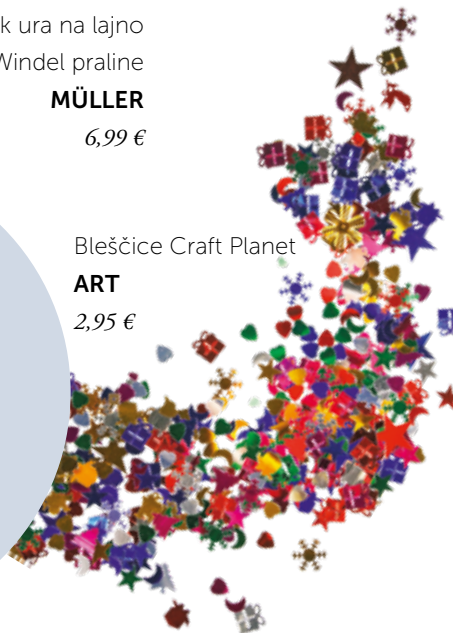 k ura na lajno
Windel praline
MÜLLER
6,99 €
Bleščice Craft Planet
ART
2,95 €